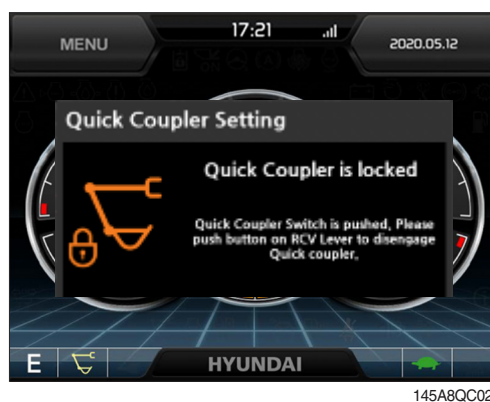 MENU
17:21
2020.05.12
Quick Coupler Setting
Quick Coupler is locked
Quick Coupler Switch is pushed, Please
push button on RCV Lever to disengage
Quick coupler,
E
HYUNDAI
145A8QC02